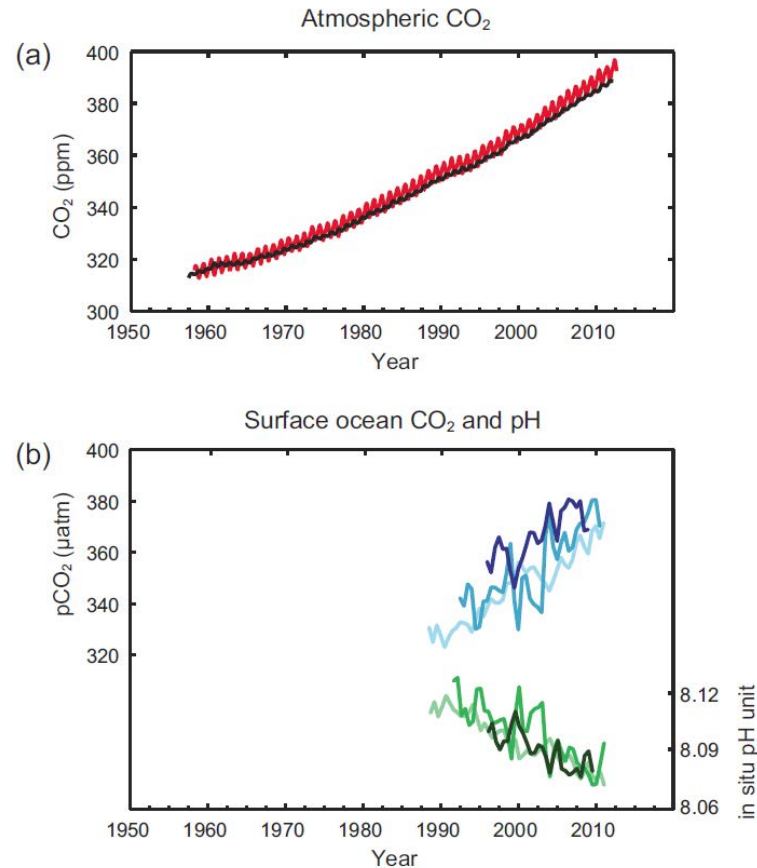 Atmospheric CO₂
(a)
400
380
360
340
320
300
CO₂ (ppm)
1950 1960 1970 1980 1990 2000 2010
Year
Surface ocean CO₂ and pH
(b)
400
380
360
340
320
pCO₂ (µatm)
8.12
8.09
8.06
in situ pH unit
1950 1960 1970 1980 1990 2000 2010
Year